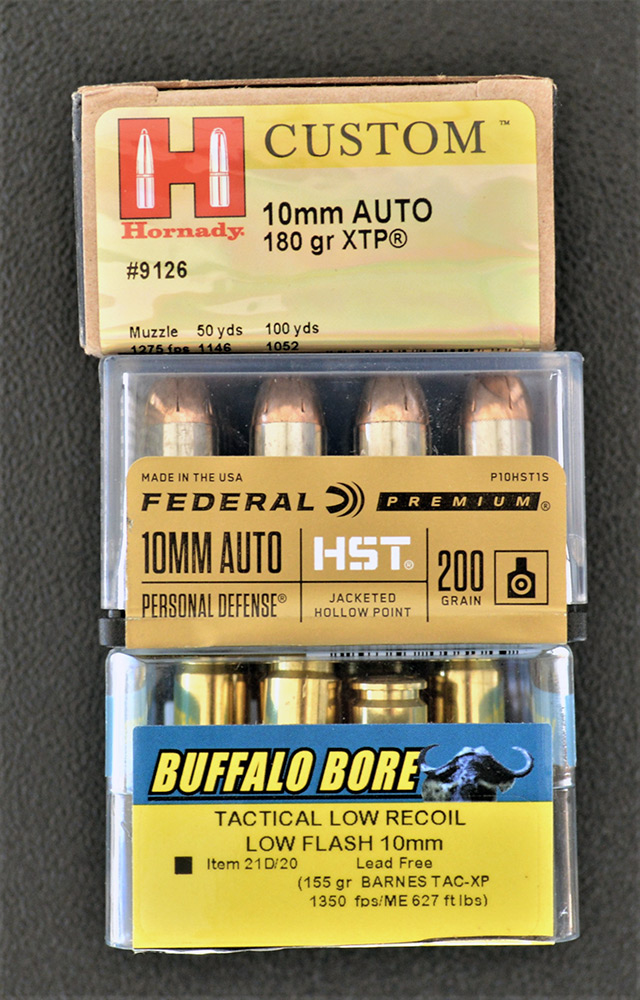 H CUSTOM ™
Hornady.
10mm AUTO
180 gr XTP®
#9126
Muzzle 50 yds 100 yds
1275 fps 1146 1052
MADE IN THE USA P10HST1S
FEDERAL PREMIUM®
10MM AUTO HST® 200 GRAIN
PERSONAL DEFENSE® JACKETED
HOLLOW POINT
BUFFALO BORE
TACTICAL LOW RECOIL
LOW FLASH 10mm
Item 21D/20 Lead Free
(155 gr BARNES TAC-XP
1350 fps/ME 627 ft lbs)